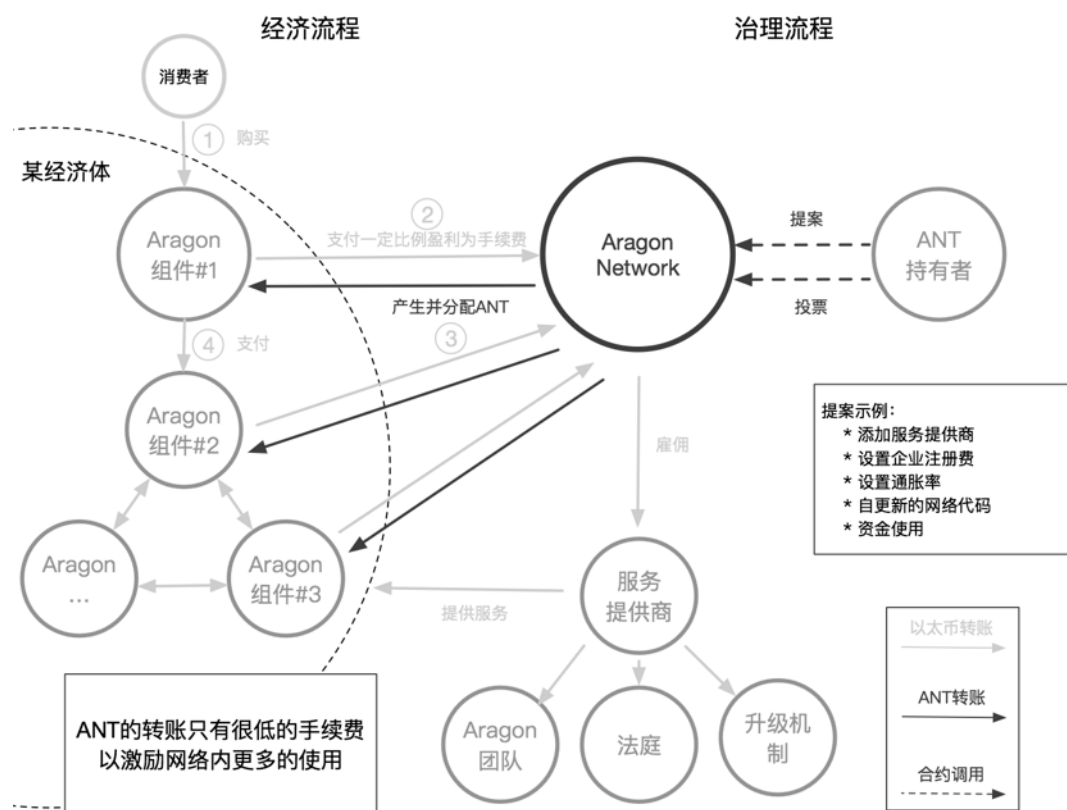 经济流程
治理流程
消费者
① 购买
某经济体
Aragon
组件#1
② 
支付一定比例盈利为手续费
Aragon
Network
提案
投票
ANT
持有者
产生并分配ANT
③
④ 支付
Aragon
组件#2
Aragon
...
Aragon
组件#3
雇佣
提案示例：
* 添加服务提供商
* 设置企业注册费
* 设置通胀率
* 自更新的网络代码
* 资金使用
服务
提供商
提供服务
Aragon
团队
法庭
升级机
制
以太币转账
ANT转账
合约调用
ANT的转账只有很低的手续费
以激励网络内更多的使用